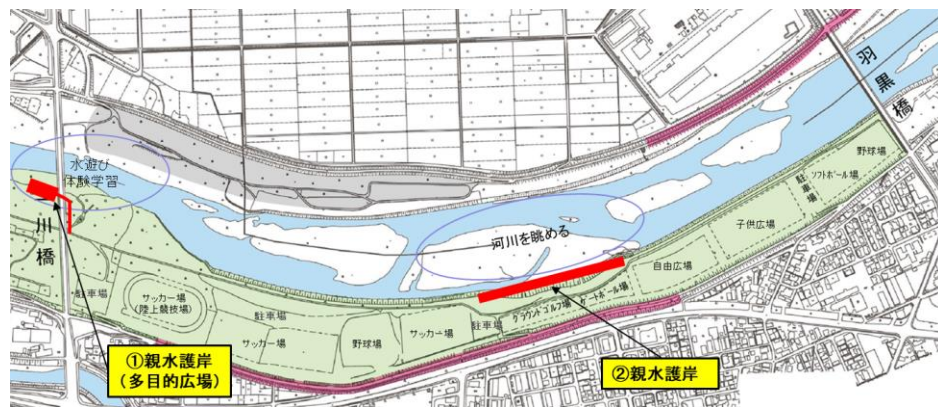 羽黒橋
水遊び
体験学習
川橋
河川を眺める
野球場
ソフトボール場
駐車場
子供広場
自由広場
ゲートボール場
グラウンドゴルフ場
駐車場
サッカー場
野球場
サッカー場
駐車場
サッカー場
(陸上競技場)
駐車場
①親水護岸
(多目的広場)
②親水護岸